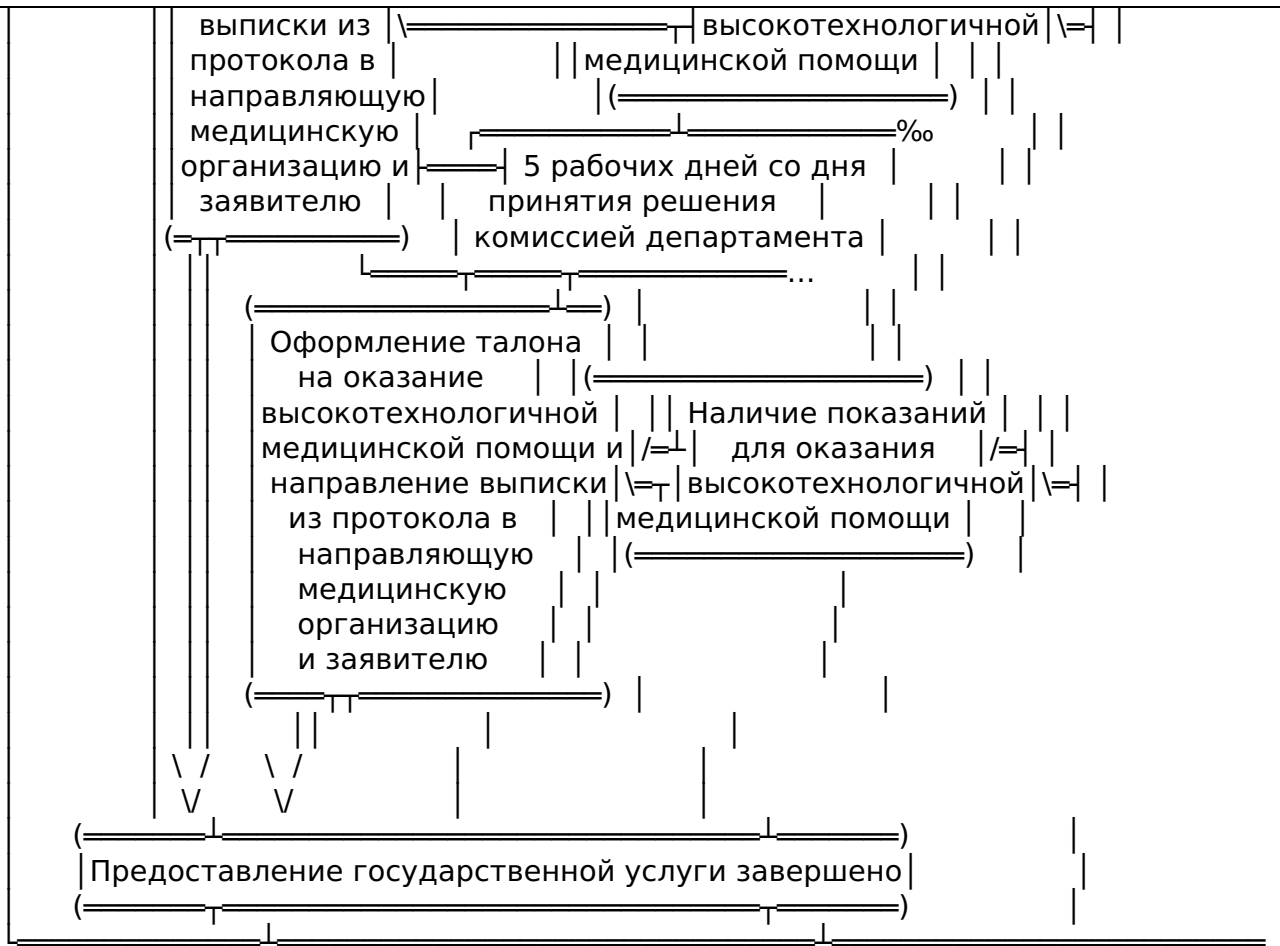 выписки из высокотехнологичной
протокола в медицинской помощи
направляющую
медицинскую ‰
организацию и 5 рабочих дней со дня
заявителю принятия решения
комиссией департамента
...
Оформление талона
на оказание
высокотехнологичной Наличие показаний
медицинской помощи и для оказания
направление выписки высокотехнологичной
из протокола в медицинской помощи
направляющую
медицинскую
организацию
и заявителю
Предоставление государственной услуги завершено